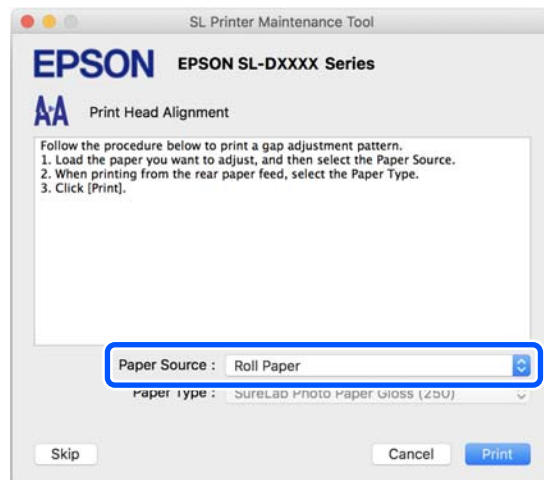 SL Printer Maintenance Tool
EPSON EPSON SL-DXXXX Series
Print Head Alignment
Follow the procedure below to print a gap adjustment pattern.
1. Load the paper you want to adjust, and then select the Paper Source.
2. When printing from the rear paper feed, select the Paper Type.
3. Click [Print].
Paper Source : Roll Paper
Paper Type : SureLab Photo Paper Gloss (250)
Skip Cancel Print